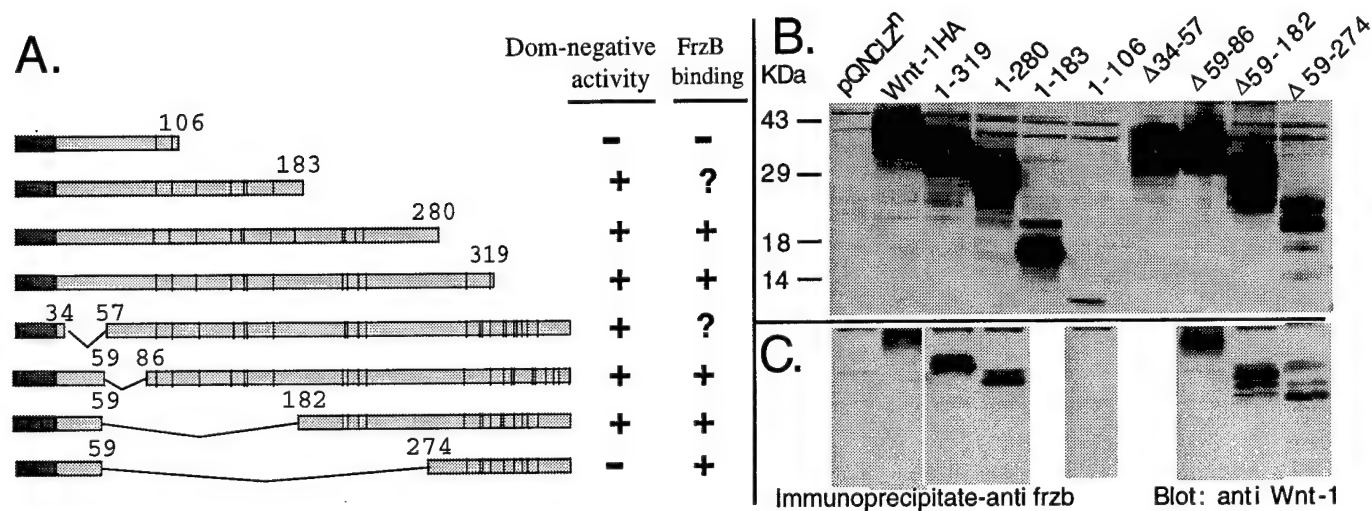 A.
Dom-negative activity
FrzB binding
106
- -
183
+ ?
280
+ +
319
+ +
34 57
+ ?
59 86
+ +
59 182
+ +
59 274
- +
B.
KDa
pQNCLZⁿ
Wnt-1HA
1-319
1-280
1-183
1-106
Δ34-57
Δ59-86
Δ59-182
Δ 59-274
43
29
18
14
C.
Immunoprecipitate-anti frzb
Blot: anti Wnt-1